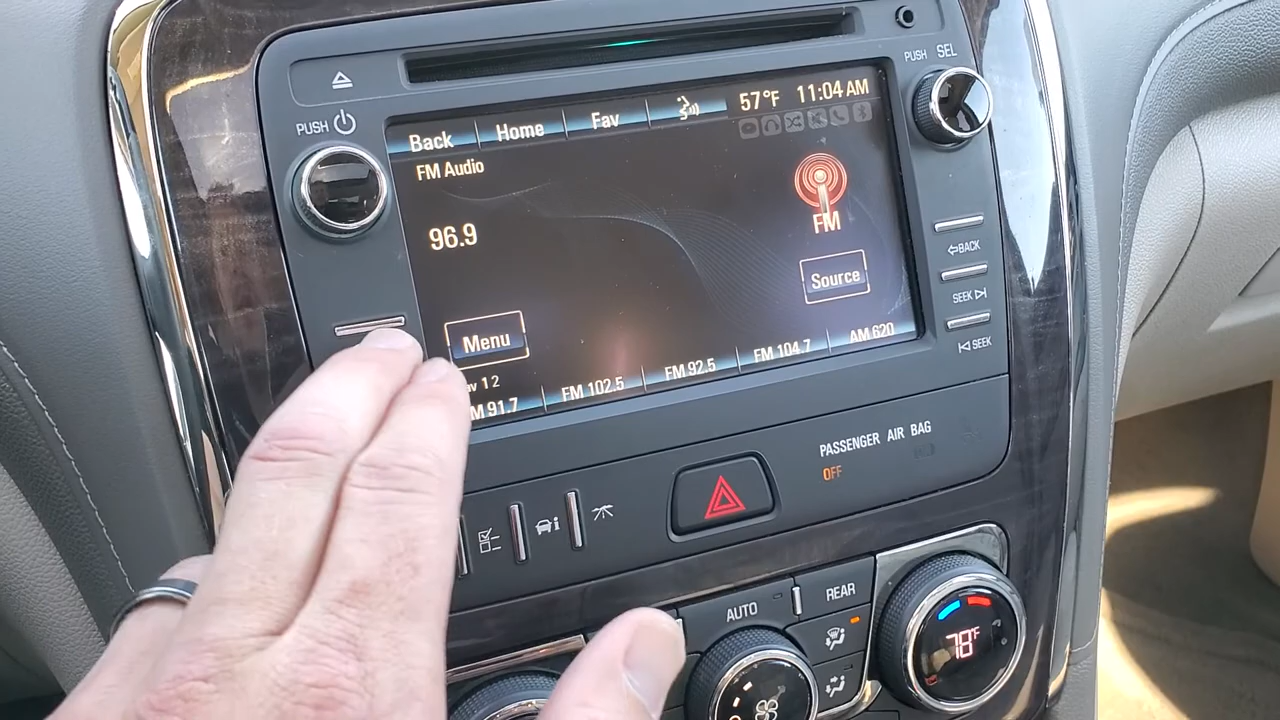 PUSH SEL
PUSH
Back Home Fav 57°F 11:04 AM
FM Audio
96.9
FM
BACK
Source
SEEK
Menu
SEEK
FM 102.5 FM 92.5 FM 104.7 AM 620
91.7
PASSENGER AIR BAG
OFF
AUTO REAR
78°F